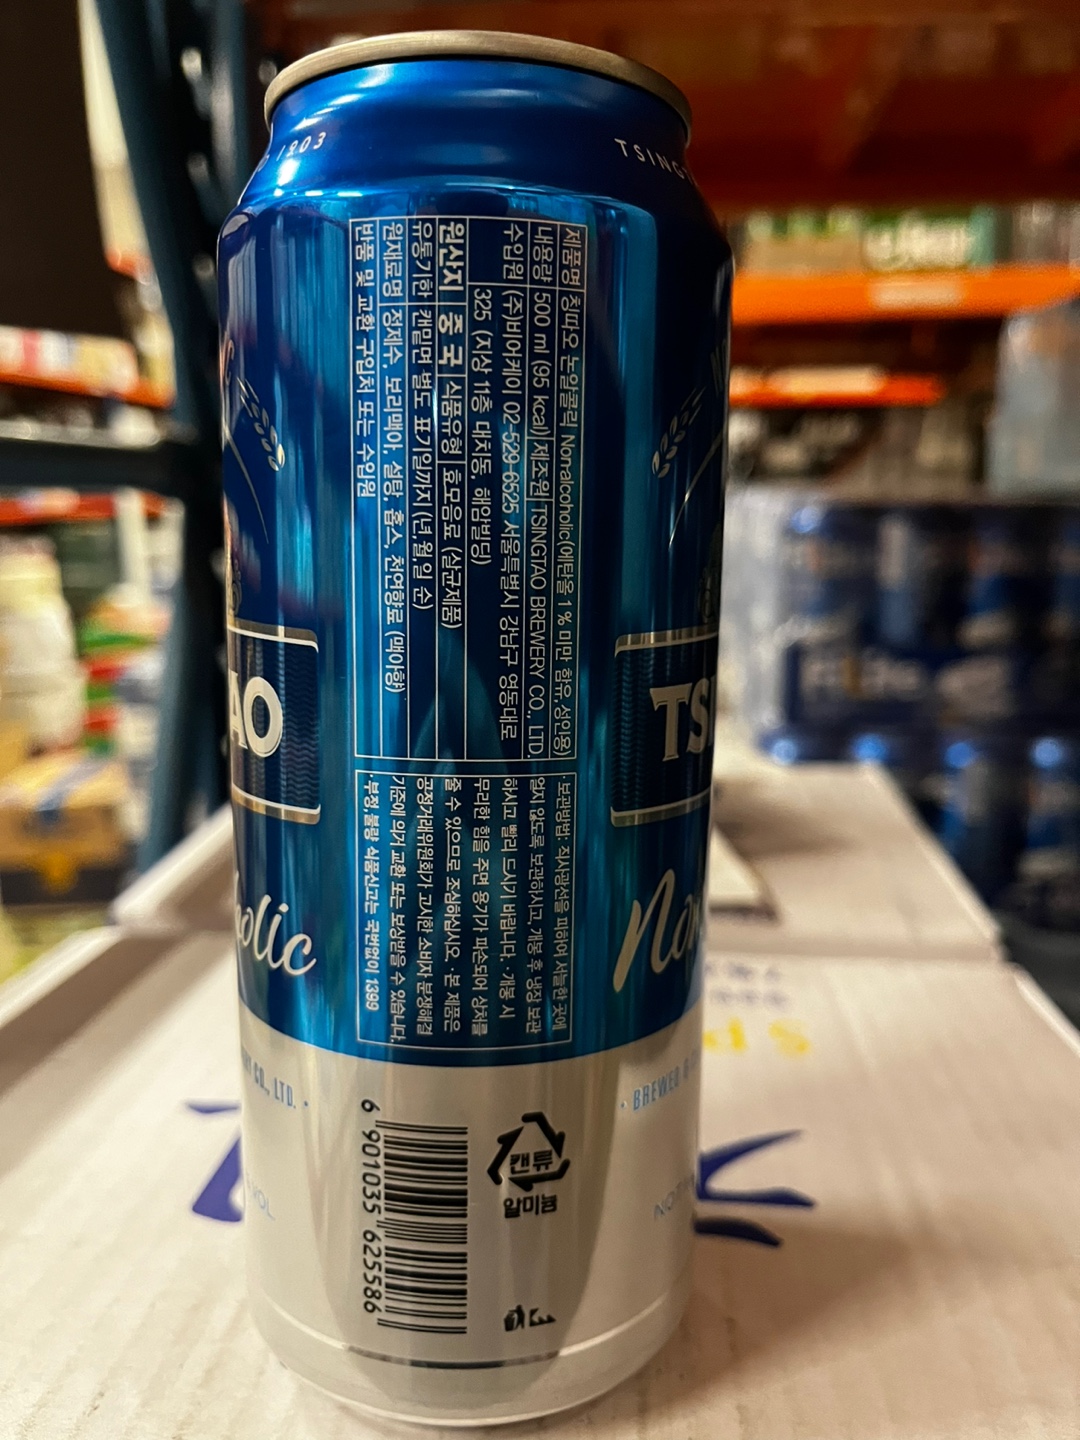 1903
TSINGT
제품명 칭따오 논알콜릭 Nonalcoholic(에탄올 1 % 미만 함유, 성인용)
내용량 500 ml (95 kcal) 제조원 TSINGTAO BREWERY CO., LTD.
수입원 (주)비어케이 02-529-6525 서울특별시 강남구 영동대로
325 (지상 11층 대치동, 해암빌딩)
원산지 중 국 식품유형 효모음료 (살균제품)
유통기한 캔밑면 별도 표기일까지 (년,월,일 순)
원재료명 정제수, 보리맥아, 설탕, 홉스, 천연향료 (맥아향)
반품 및 교환 구입처 또는 수입원
·보관방법: 직사광선을 피하여 서늘한 곳에
얼지 않도록 보관하시고, 개봉 후 냉장 보관
하시고 빨리 드시기 바랍니다. ·개봉 시
무리한 힘을 주면 용기가 파손되어 상처를
줄 수 있으므로 조심하십시오. ·본 제품은
공정거래위원회가 고시한 소비자 분쟁해결
기준에 의거 교환 또는 보상받을 수 있습니다.
·부정,불량 식품신고는 국번없이 1399
AO
TSI
olic
Non
CO., LTD. ·
· BREWED &
VOL
NOT
캔류
알미늄
6 901035 625586